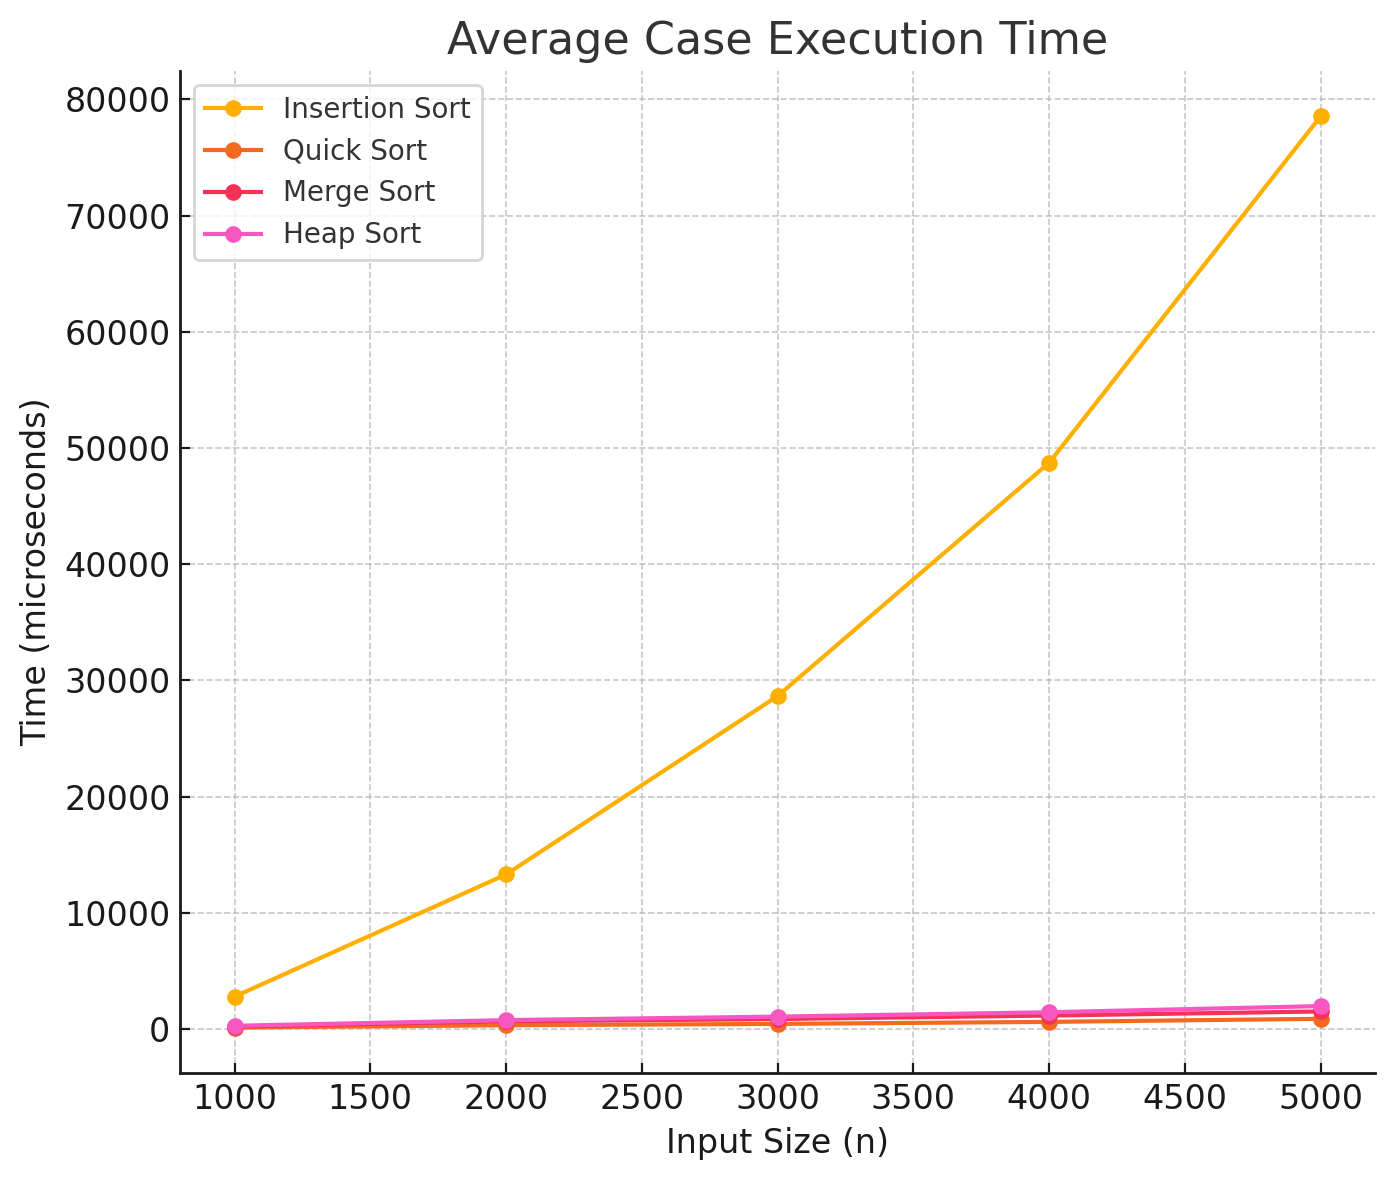 Average Case Execution Time
Insertion Sort
Quick Sort
Merge Sort
Heap Sort
Time (microseconds)
80000
70000
60000
50000
40000
30000
20000
10000
0
1000 1500 2000 2500 3000 3500 4000 4500 5000
Input Size (n)